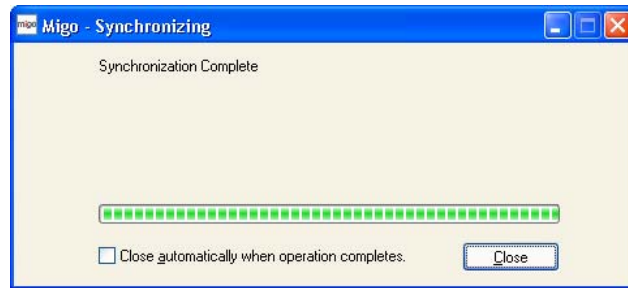 migo Migo - Synchronizing
Synchronization Complete
Close automatically when operation completes.
Close